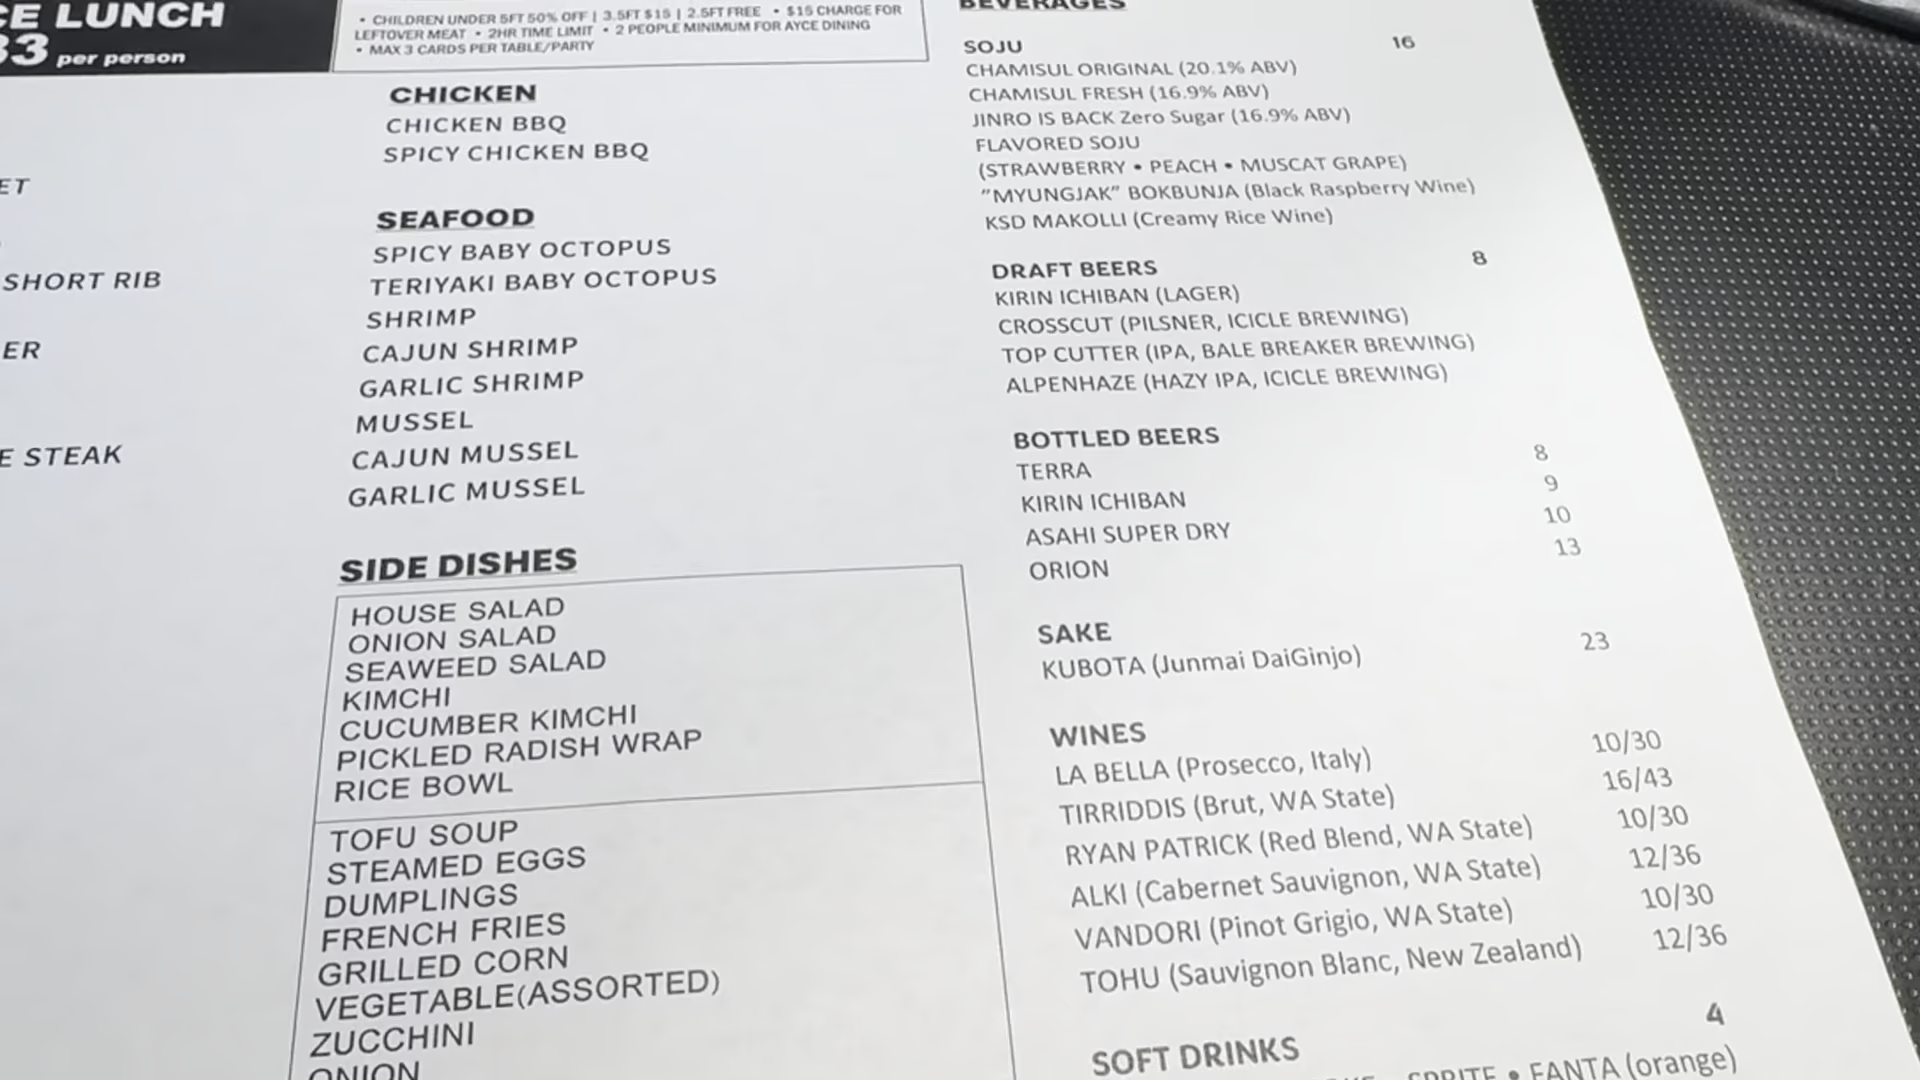 LUNCH
per person
• CHILDREN UNDER 5FT 50% OFF | 3.5FT $15 | 2.5FT FREE • $15 CHARGE FOR
LEFTOVER MEAT • 2HR TIME LIMIT • 2 PEOPLE MINIMUM FOR AYCE DINING
• MAX 3 CARDS PER TABLE/PARTY
SHORT RIB
STEAK
CHICKEN
CHICKEN BBQ
SPICY CHICKEN BBQ
SEAFOOD
SPICY BABY OCTOPUS
TERIYAKI BABY OCTOPUS
SHRIMP
CAJUN SHRIMP
GARLIC SHRIMP
MUSSEL
CAJUN MUSSEL
GARLIC MUSSEL
SIDE DISHES
HOUSE SALAD
ONION SALAD
SEAWEED SALAD
KIMCHI
CUCUMBER KIMCHI
PICKLED RADISH WRAP
RICE BOWL
TOFU SOUP
STEAMED EGGS
DUMPLINGS
FRENCH FRIES
GRILLED CORN
VEGETABLE(ASSORTED)
ZUCCHINI
ONION
BEVERAGES
SOJU 16
CHAMISUL ORIGINAL (20.1% ABV)
CHAMISUL FRESH (16.9% ABV)
JINRO IS BACK Zero Sugar (16.9% ABV)
FLAVORED SOJU
(STRAWBERRY • PEACH • MUSCAT GRAPE)
"MYUNGJAK" BOKBUNJA (Black Raspberry Wine)
KSD MAKOLLI (Creamy Rice Wine)
DRAFT BEERS 8
KIRIN ICHIBAN (LAGER)
CROSSCUT (PILSNER, ICICLE BREWING)
TOP CUTTER (IPA, BALE BREAKER BREWING)
ALPENHAZE (HAZY IPA, ICICLE BREWING)
BOTTLED BEERS
TERRA 8
KIRIN ICHIBAN 9
ASAHI SUPER DRY 10
ORION 13
SAKE
KUBOTA (Junmai DaiGinjo) 23
WINES
LA BELLA (Prosecco, Italy) 10/30
TIRRIDDIS (Brut, WA State) 16/43
RYAN PATRICK (Red Blend, WA State) 10/30
ALKI (Cabernet Sauvignon, WA State) 12/36
VANDORI (Pinot Grigio, WA State) 10/30
TOHU (Sauvignon Blanc, New Zealand) 12/36
SOFT DRINKS 4
SPRITE • FANTA (orange)